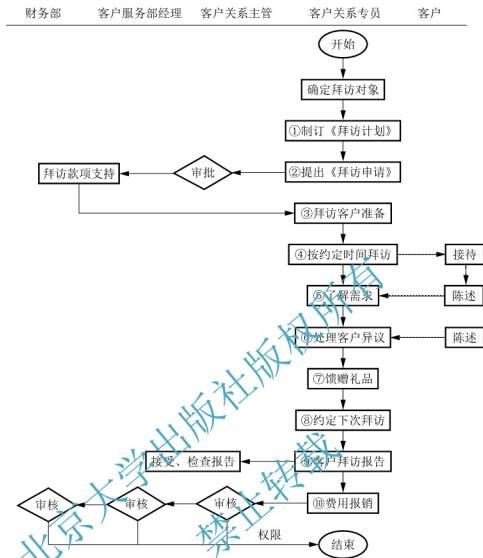 财务部 客户服务部经理 客户关系主管 客户关系专员 客户
开始
确定拜访对象
①制订《拜访计划》
拜访款项支持 审批 ②提出《拜访申请》
③拜访客户准备
④按约定时间拜访 接待
⑤了解需求 陈述
⑥处理客户异议 陈述
⑦馈赠礼品
⑧约定下次拜访
接受、检查报告 ⑨客户拜访报告
审核 审核 审核 ⑩费用报销
权限 结束
北京大学出版社版权所有
禁止转载